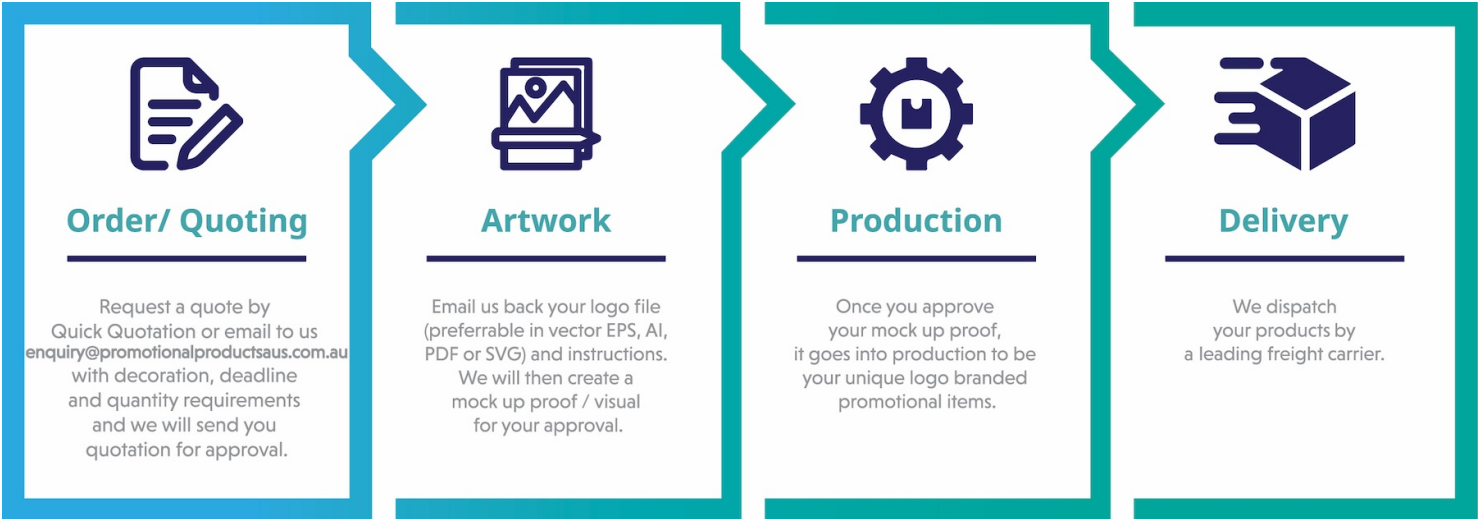 Order/ Quoting
Request a quote by
Quick Quotation or email to us
enquiry@promotionalproductsaus.com.au
with decoration, deadline
and quantity requirements
and we will send you
quotation for approval.
Artwork
Email us back your logo file
(preferrable in vector EPS, AI,
PDF or SVG) and instructions.
We will then create a
mock up proof / visual
for your approval.
Production
Once you approve
your mock up proof,
it goes into production to be
your unique logo branded
promotional items.
Delivery
We dispatch
your products by
a leading freight carrier.